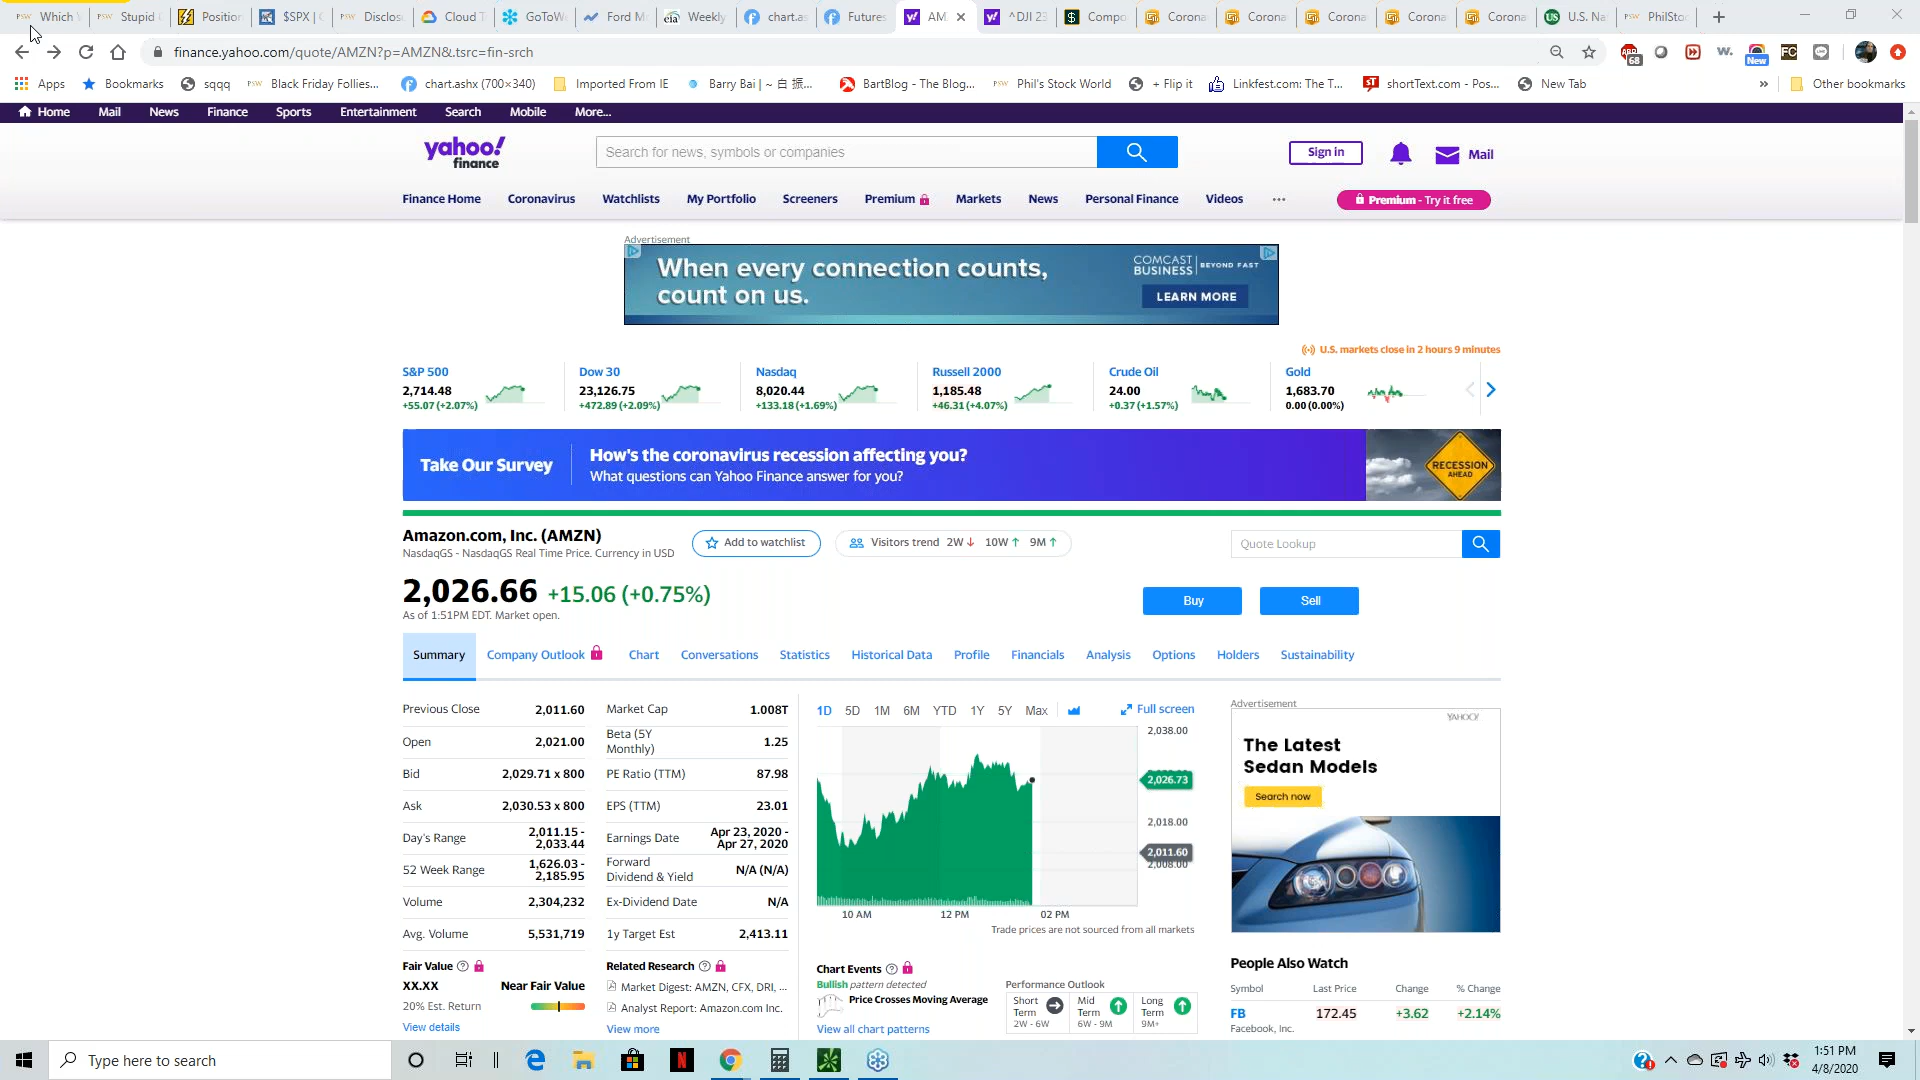 Which
Stupid
Position
$SPX |
Disclos
Cloud T
GoToW
Ford M
eia Weekly
chart.as
Futures
AM
^DJI 23
Compo
Corona
Corona
Corona
Corona
Corona
U.S. Na
PhilSto
finance.yahoo.com/quote/AMZN?p=AMZN&.tsrc=fin-srch
68
New
FC
Apps
Bookmarks
sqqq
Black Friday Follies...
chart.ashx (700×340)
Imported From IE
Barry Bai | ~ 白 振...
BartBlog - The Blog...
Phil's Stock World
+ Flip it
Linkfest.com: The T...
shortText.com - Pos...
New Tab
Other bookmarks
Home Mail News Finance Sports Entertainment Search Mobile More...
yahoo!
finance
Search for news, symbols or companies
Sign in
Mail
Finance Home Coronavirus Watchlists My Portfolio Screeners Premium Markets News Personal Finance Videos ...
Premium - Try it free
Advertisement
When every connection counts,
count on us.
COMCAST
BUSINESS | BEYOND FAST
LEARN MORE
U.S. markets close in 2 hours 9 minutes
S&P 500
2,714.48
+55.07 (+2.07%)
Dow 30
23,126.75
+472.89 (+2.09%)
Nasdaq
8,020.44
+133.18 (+1.69%)
Russell 2000
1,185.48
+46.31 (+4.07%)
Crude Oil
24.00
+0.37 (+1.57%)
Gold
1,683.70
0.00 (0.00%)
Take Our Survey
How's the coronavirus recession affecting you?
What questions can Yahoo Finance answer for you?
RECESSION
AHEAD
Amazon.com, Inc. (AMZN)
NasdaqGS - NasdaqGS Real Time Price. Currency in USD
Add to watchlist
Visitors trend 2W 10W 9M
Quote Lookup
2,026.66 +15.06 (+0.75%)
As of 1:51PM EDT. Market open.
Buy
Sell
Summary Company Outlook Chart Conversations Statistics Historical Data Profile Financials Analysis Options Holders Sustainability
Previous Close 2,011.60
Open 2,021.00
Bid 2,029.71 x 800
Ask 2,030.53 x 800
Day's Range 2,011.15 -
2,033.44
52 Week Range 1,626.03 -
2,185.95
Volume 2,304,232
Avg. Volume 5,531,719
Market Cap 1.008T
Beta (5Y
Monthly) 1.25
PE Ratio (TTM) 87.98
EPS (TTM) 23.01
Earnings Date Apr 23, 2020 -
Apr 27, 2020
Forward
Dividend & Yield N/A (N/A)
Ex-Dividend Date N/A
1y Target Est 2,413.11
1D 5D 1M 6M YTD 1Y 5Y Max
Full screen
2,038.00
2,026.73
2,018.00
2,011.60
2,008.00
10 AM 12 PM 02 PM
Trade prices are not sourced from all markets
Fair Value
XX.XX Near Fair Value
20% Est. Return
View details
Related Research
Market Digest: AMZN, CFX, DRI, ...
Analyst Report: Amazon.com Inc.
View more
Chart Events
Bullish pattern detected
Price Crosses Moving Average
View all chart patterns
Performance Outlook
Short
Term
2W - 6W
Mid
Term
6W - 9M
Long
Term
9M+
Advertisement
YAHOO!
The Latest
Sedan Models
Search now
People Also Watch
Symbol Last Price Change % Change
FB 172.45 +3.62 +2.14%
Facebook, Inc.
Type here to search
1:51 PM
4/8/2020